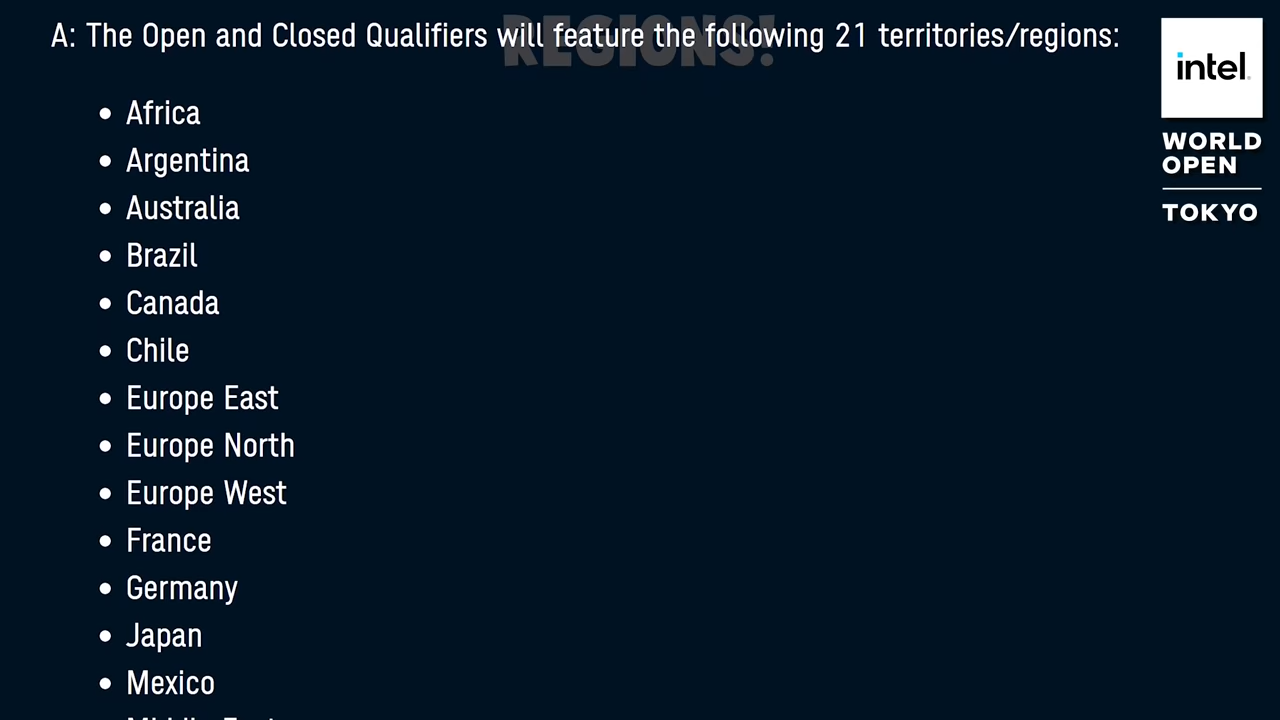 REGIONS!
A: The Open and Closed Qualifiers will feature the following 21 territories/regions:
• Africa
• Argentina
• Australia
• Brazil
• Canada
• Chile
• Europe East
• Europe North
• Europe West
• France
• Germany
• Japan
• Mexico
intel.
WORLD
OPEN
TOKYO